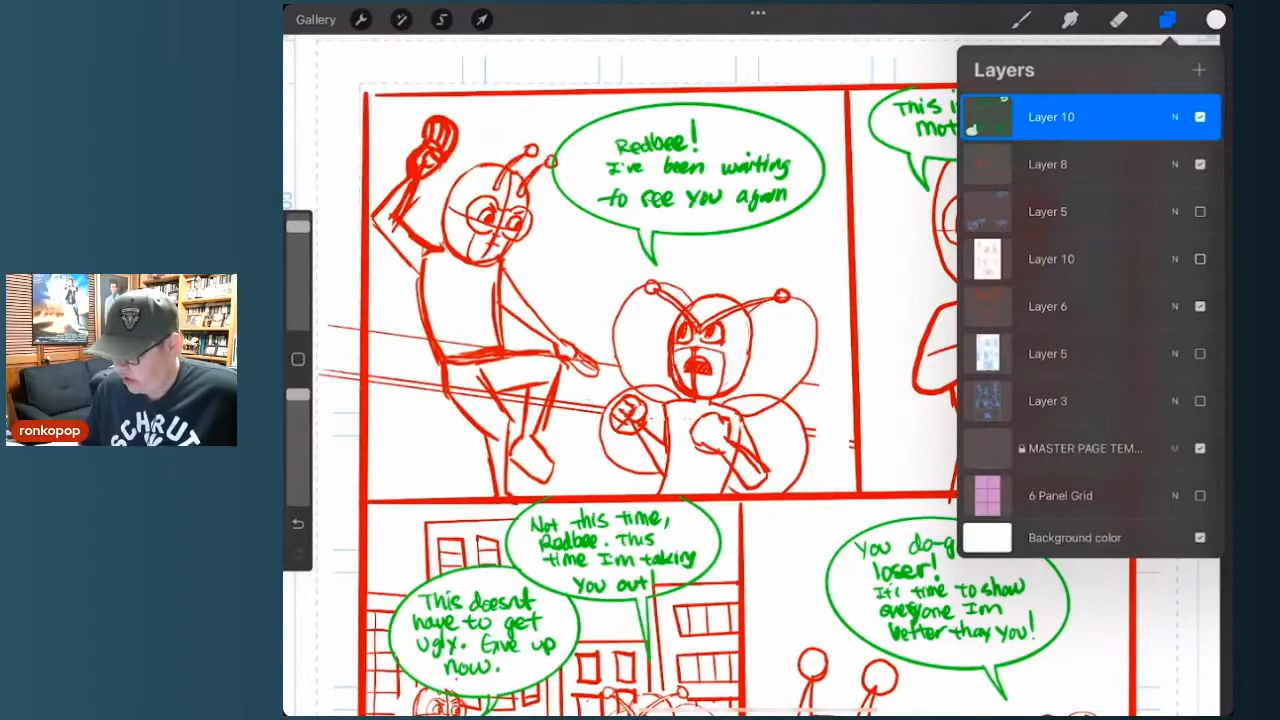 Gallery
Layers
Layer 10
N
Layer 8
N
Layer 5
N
Layer 10
N
Layer 6
N
Layer 5
N
Layer 3
N
MASTER PAGE TEM...
M
6 Panel Grid
N
Background color
Redbee!
I've been waiting
to see you again
This i
mot
Not this time,
Redbee. This
time I'm taking
you out
This doesn't
have to get
ugly. Give up
now.
You do-g
loser!
It's time to show
everyone I'm
better than you!
SCHRUT
ronkopop